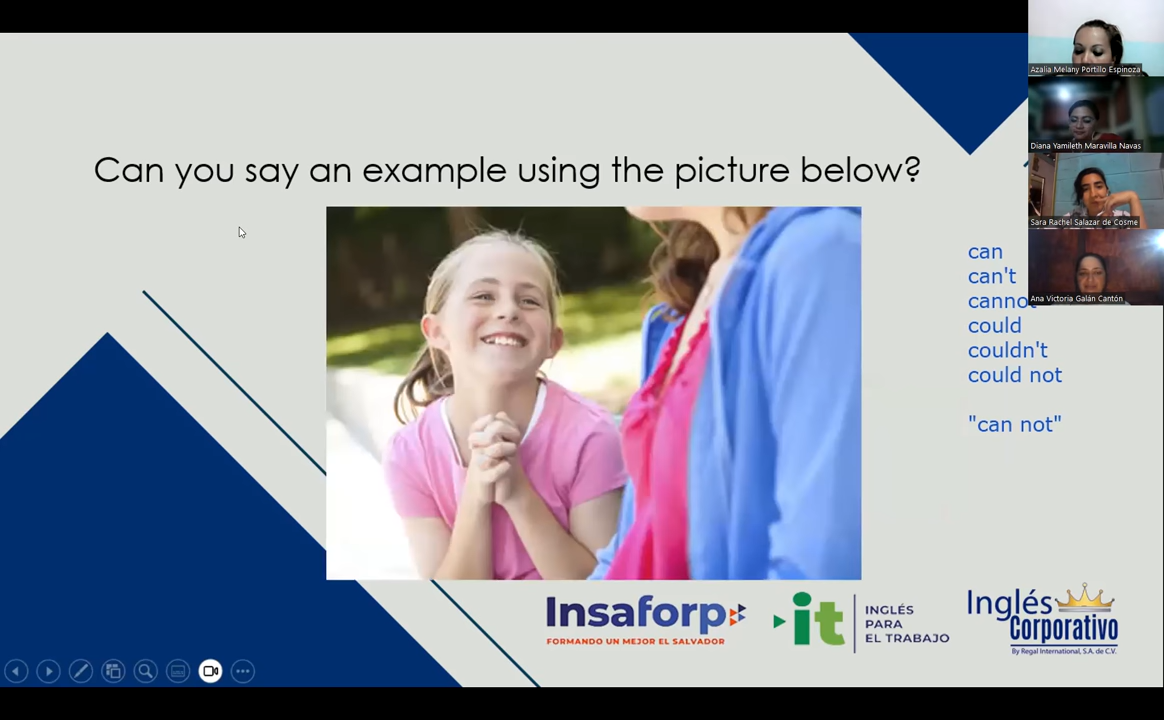 Can you say an example using the picture below?
Azalia Melany Portillo Espinoza
Diana Yamileth Maravilla Navas
Sara Rachel Salazar de Cosme
Ana Victoria Galán Cantón
can
can't
cannot
could
couldn't
could not
"can not"
Insaforp
FORMANDO UN MEJOR EL SALVADOR
it
INGLÉS
PARA
EL TRABAJO
Inglés
Corporativo
By Regal International, S.A. de C.V.